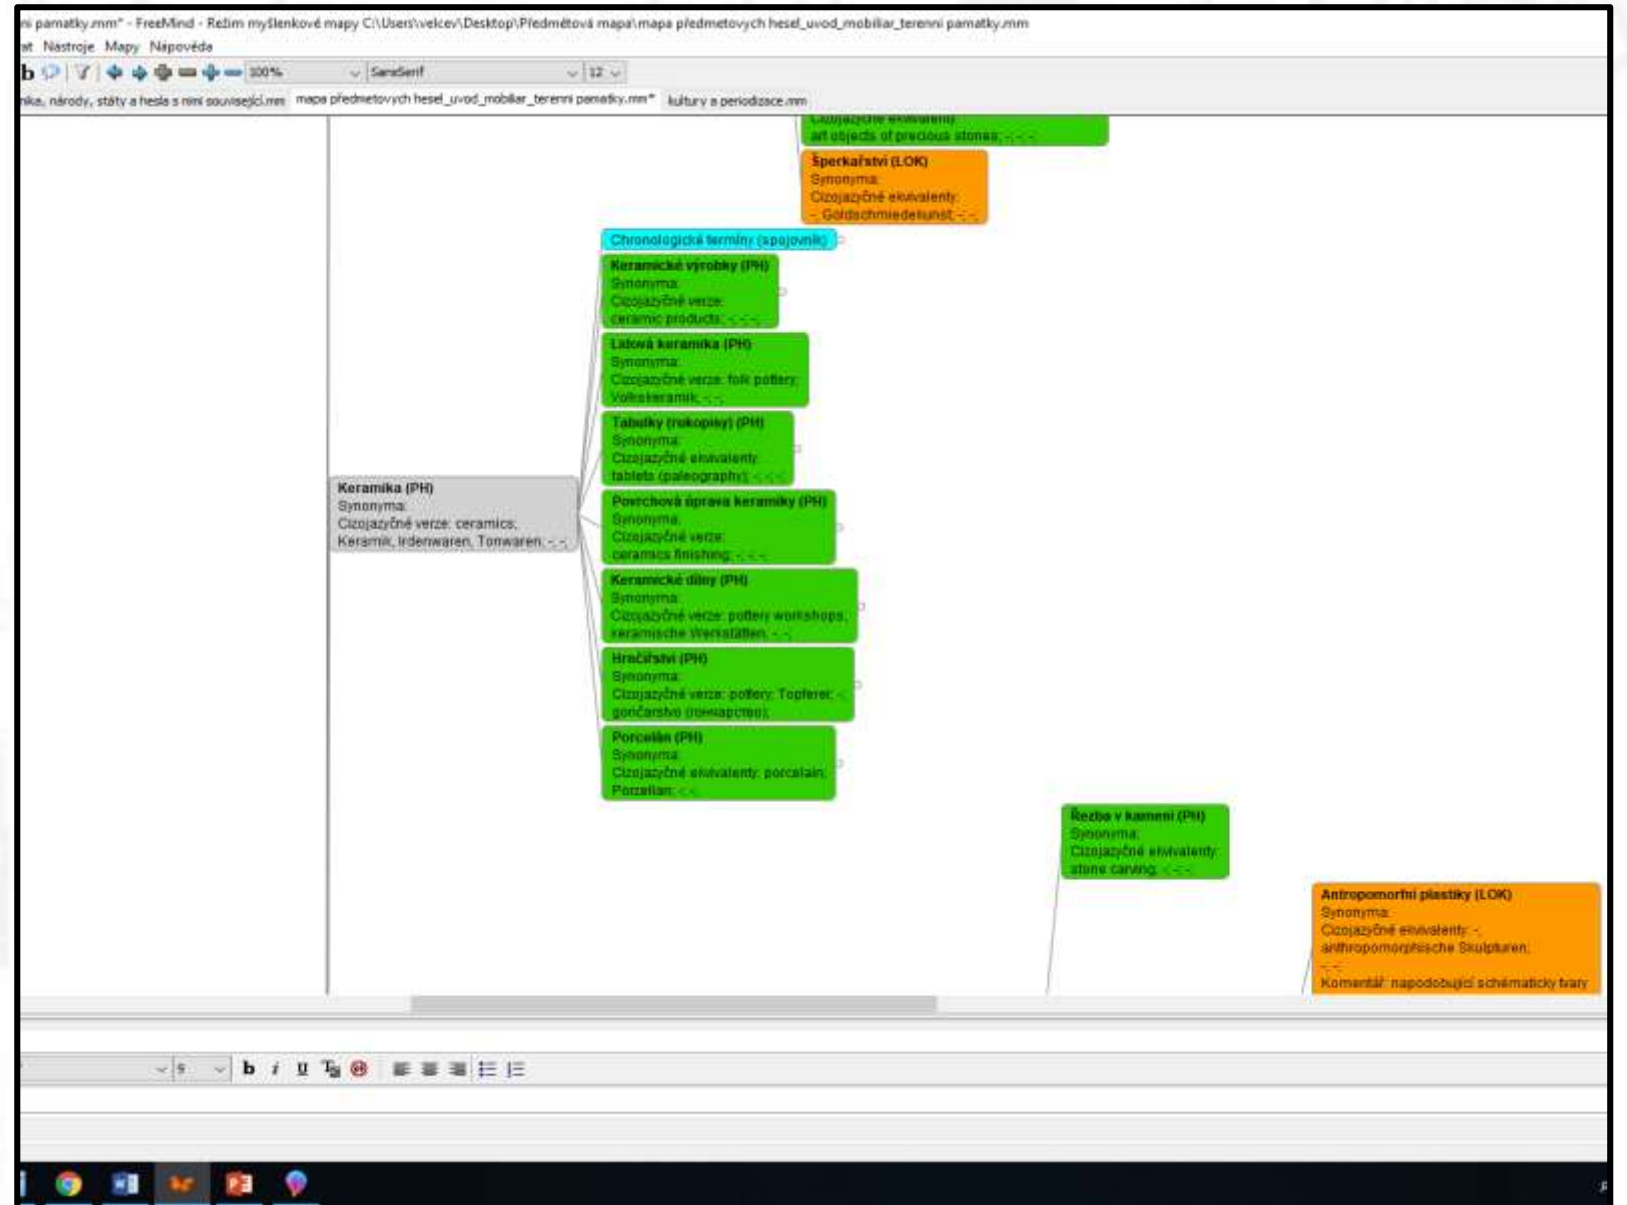 ni pamatky.mm* - FreeMind - Režim myšlenkové mapy C:\Users\velcev\Desktop\Předmětová mapa\mapa předmetovych hesel_uvod_mobiliar_terenni pamatky.mm
at Nástroje Mapy Nápověda
b 100% SansSerif 12
nika, národy, státy a hesla s nimi související.mm mapa předmetovych hesel_uvod_mobiliar_terenni pamatky.mm* kultury a periodizace.mm
Cizojazyčné ekvivalenty:
art objects of precious stones; -; -; -;
Šperkařství (LOK)
Synonyma:
Cizojazyčné ekvivalenty:
-; Goldschmiedekunst; -; -;
Chronologické termíny (spojovník)
Keramické výrobky (PH)
Synonyma:
Cizojazyčné verze:
ceramic products; -; -; -;
Lidová keramika (PH)
Synonyma:
Cizojazyčné verze: folk pottery;
Volkskeramik; -; -;
Tabulky (rukopisy) (PH)
Synonyma:
Cizojazyčné ekvivalenty:
tablets (paleography); -; -; -;
Povrchová úprava keramiky (PH)
Synonyma:
Cizojazyčné verze:
ceramics finishing; -; -; -;
Keramika (PH)
Synonyma:
Cizojazyčné verze: ceramics;
Keramik, Irdenwaren, Tonwaren; -; -;
Keramické dílny (PH)
Synonyma:
Cizojazyčné verze: pottery workshops;
keramische Werkstätten; -; -;
Hrnčířství (PH)
Synonyma:
Cizojazyčné verze: pottery; Topferei; -;
gončarstvo (гончарство);
Porcelán (PH)
Synonyma:
Cizojazyčné ekvivalenty: porcelain;
Porzellan; -; -;
Řezba v kameni (PH)
Synonyma:
Cizojazyčné ekvivalenty:
stone carving; -; -; -;
Antropomorfní plastiky (LOK)
Synonyma:
Cizojazyčné ekvivalenty: -;
anthropomorphische Skulpturen;
-; -;
Komentář: napodobující schématicky tvary
9 b i U